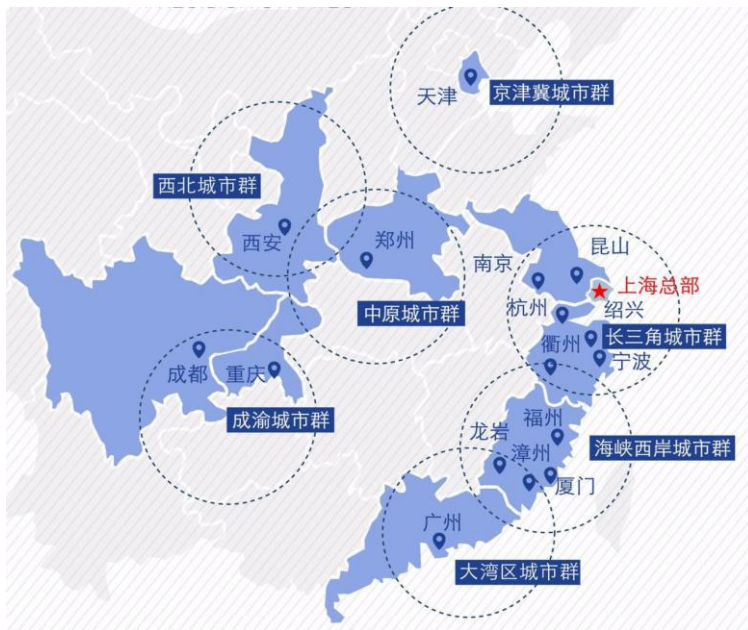 天津
京津冀城市群
西北城市群
西安
郑州
中原城市群
南京
昆山
上海总部
杭州
绍兴
长三角城市群
衢州
宁波
成都
重庆
成渝城市群
龙岩
福州
漳州
厦门
海峡西岸城市群
广州
大湾区城市群